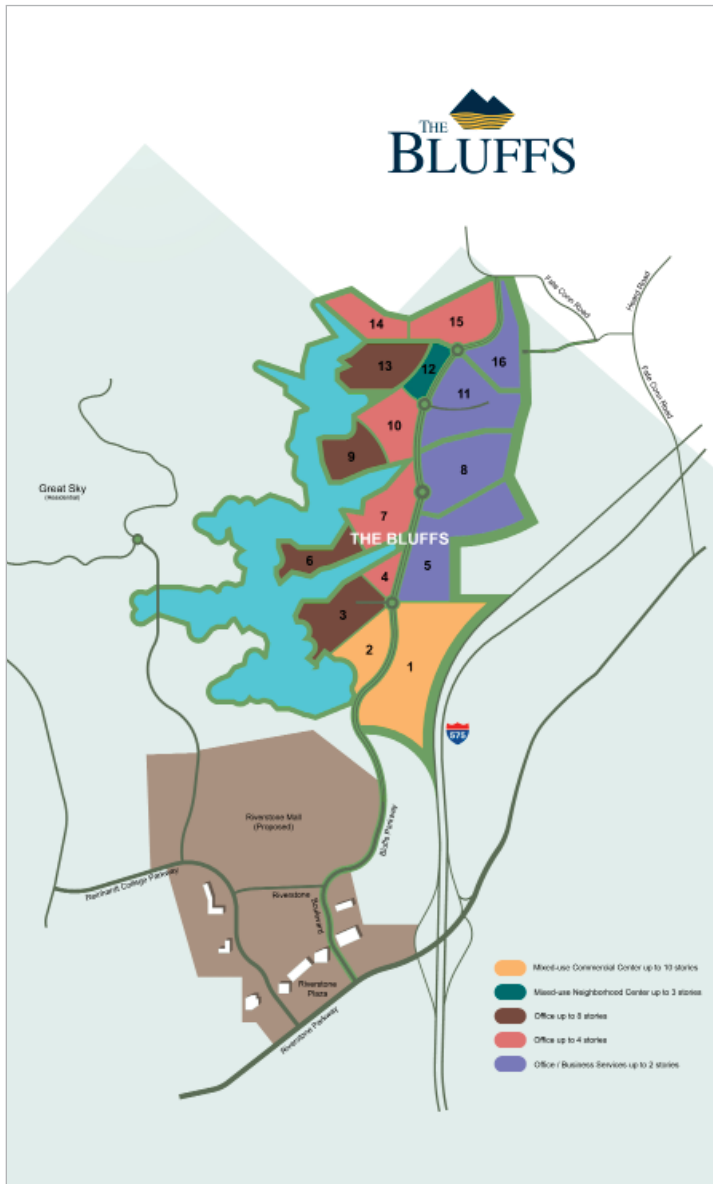 THE
BLUFFS
Fate Conn Road
Heard Road
Fate Conn Road
14
15
13
12
16
11
10
9
8
7
Great Sky
(Residential)
THE BLUFFS
6
5
4
3
2
1
575
Riverstone Mall
(Proposed)
Bluffs Parkway
Reinhardt College Parkway
Riverstone
Boulevard
Riverstone
Plaza
Riverstone Parkway
Mixed-use Commercial Center up to 10 stories
Mixed-use Neighborhood Center up to 3 stories
Office up to 8 stories
Office up to 4 stories
Office / Business Services up to 2 stories